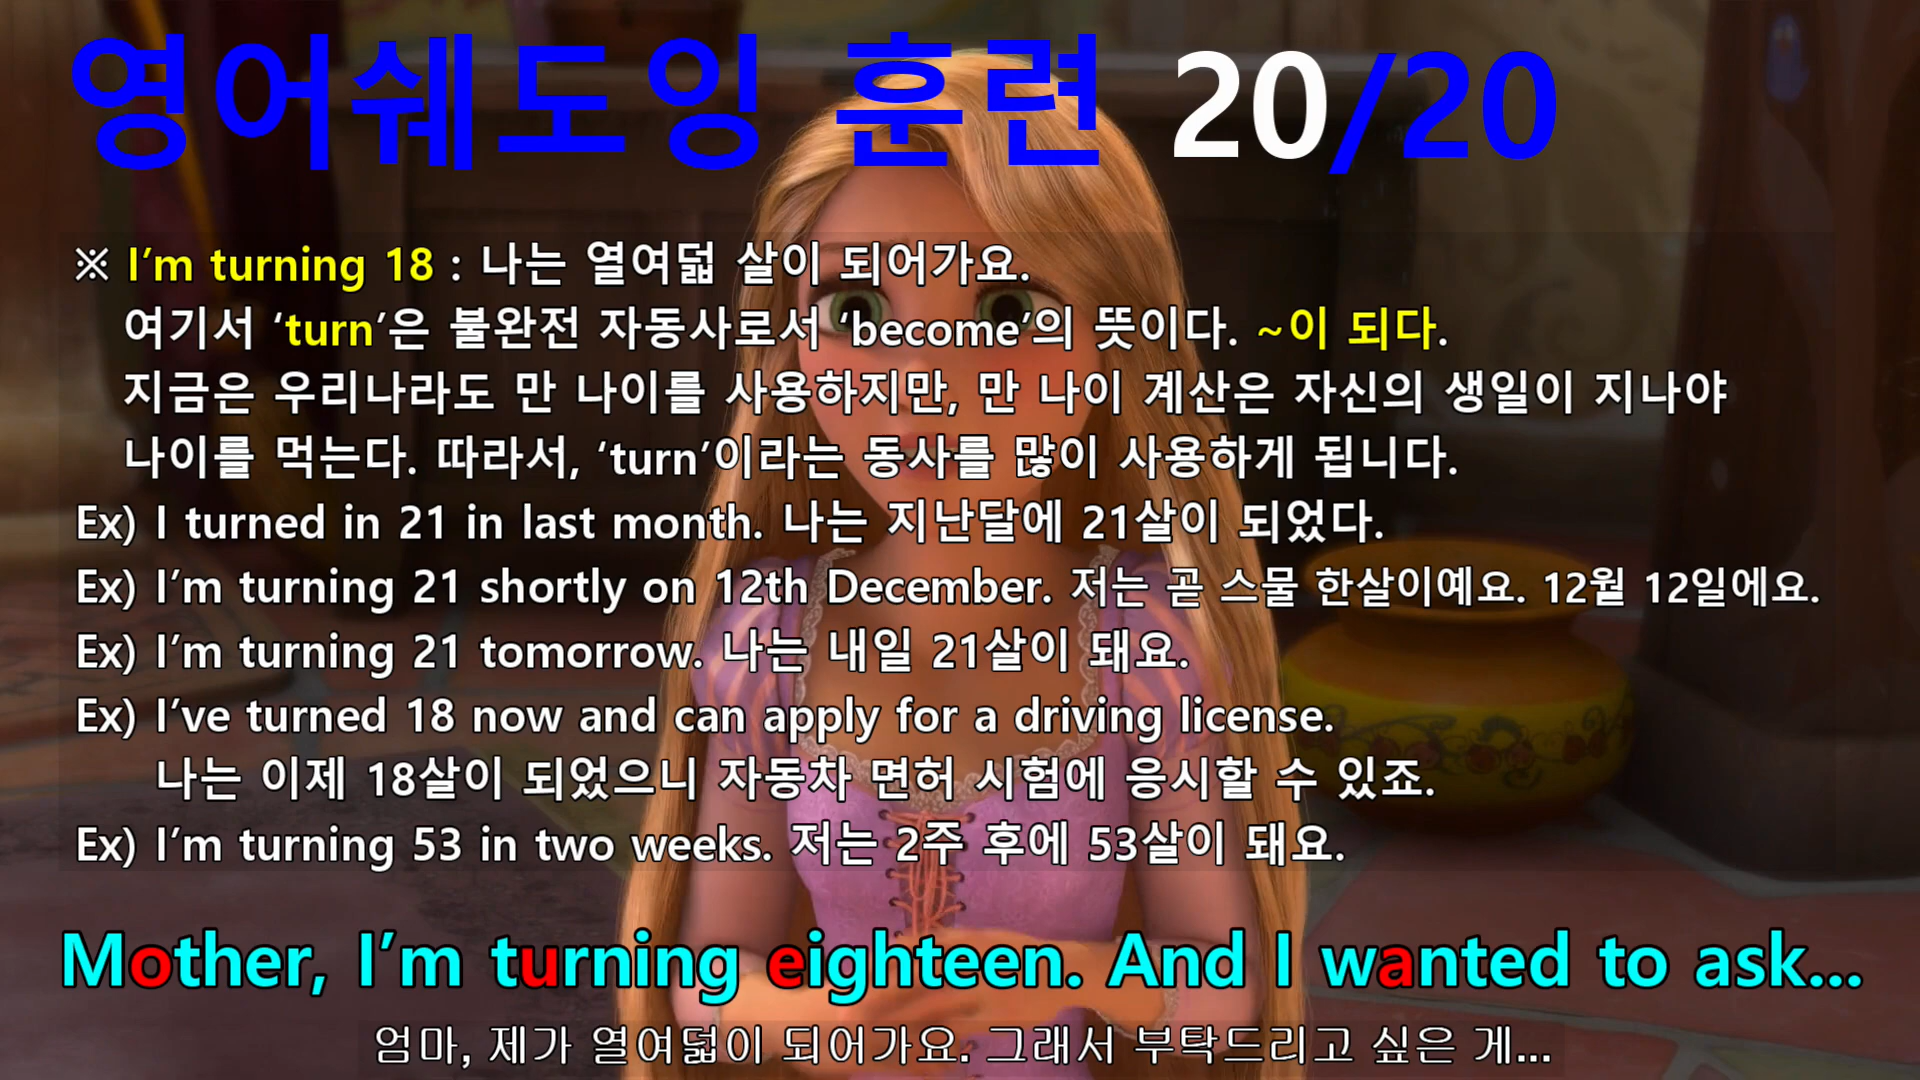 영어쉐도잉 훈련 20/20
※ I’m turning 18 : 나는 열여덟 살이 되어가요.
여기서 ‘turn’은 불완전 자동사로서 ‘become’의 뜻이다. ~이 되다.
지금은 우리나라도 만 나이를 사용하지만, 만 나이 계산은 자신의 생일이 지나야
나이를 먹는다. 따라서, ‘turn’이라는 동사를 많이 사용하게 됩니다.
Ex) I turned in 21 in last month. 나는 지난달에 21살이 되었다.
Ex) I’m turning 21 shortly on 12th December. 저는 곧 스물 한살이예요. 12월 12일에요.
Ex) I’m turning 21 tomorrow. 나는 내일 21살이 돼요.
Ex) I’ve turned 18 now and can apply for a driving license.
나는 이제 18살이 되었으니 자동차 면허 시험에 응시할 수 있죠.
Ex) I’m turning 53 in two weeks. 저는 2주 후에 53살이 돼요.
Mother, I’m turning eighteen. And I wanted to ask...
엄마, 제가 열여덟이 되어가요. 그래서 부탁드리고 싶은 게...